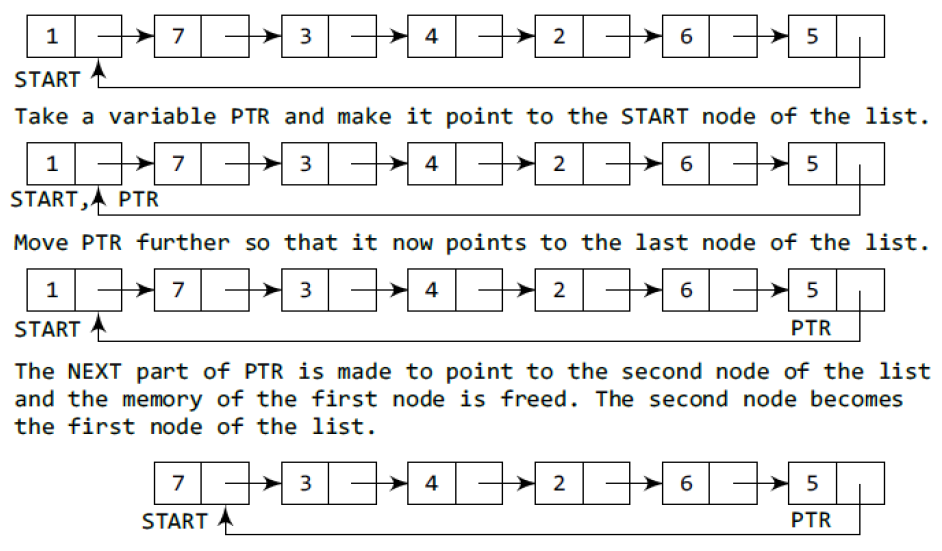 1 7 3 4 2 6 5
START
Take a variable PTR and make it point to the START node of the list.
1 7 3 4 2 6 5
START, PTR
Move PTR further so that it now points to the last node of the list.
1 7 3 4 2 6 5
START PTR
The NEXT part of PTR is made to point to the second node of the list
and the memory of the first node is freed. The second node becomes
the first node of the list.
7 3 4 2 6 5
START PTR